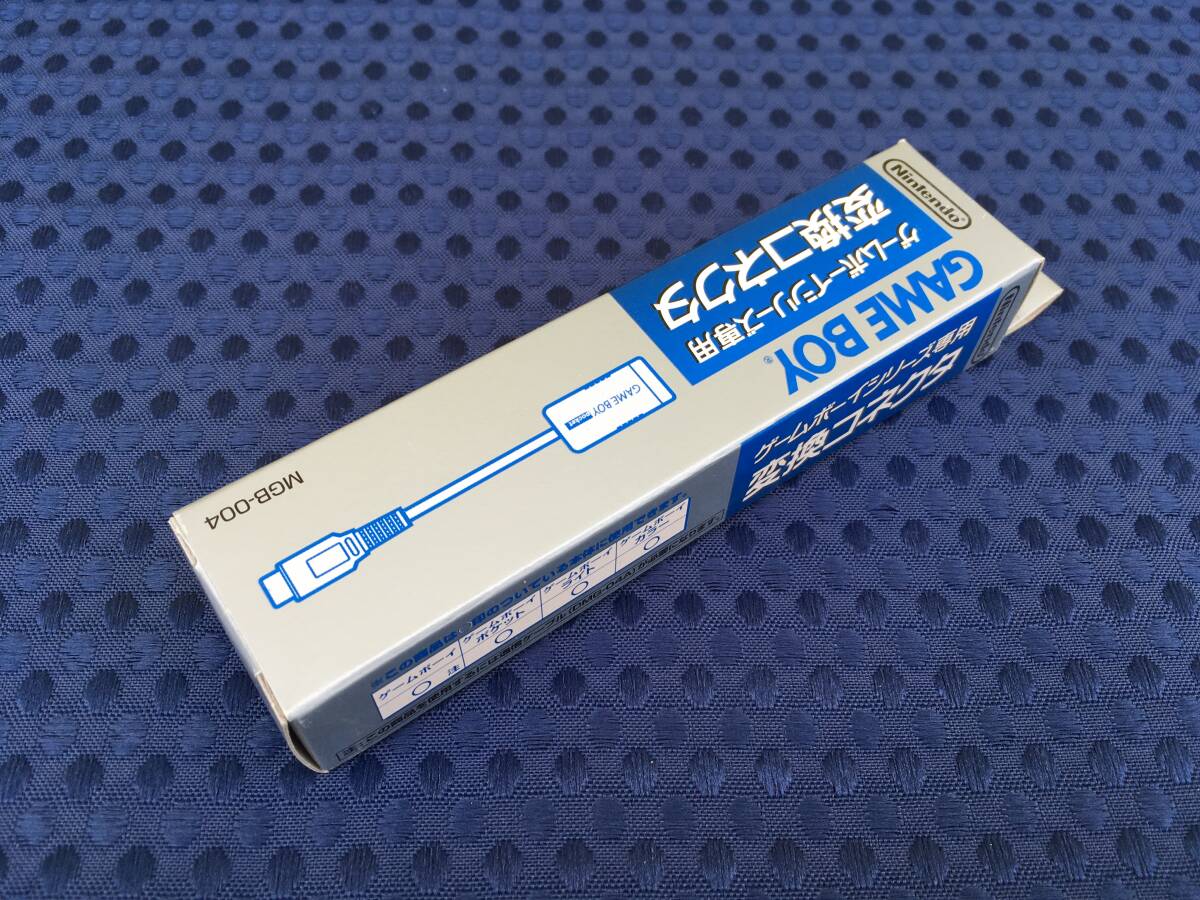 Nintendo®
GAME BOY®
ゲームボーイシリーズ専用
変換コネクタ
GAME BOY pocket
MGB-004
ゲームボーイシリーズ専用
変換コネクタ
ゲームボーイ
ゲームボーイ
ポケット
ゲームボーイ
ライト
ゲームボーイ
カラー
○ 注
○
○
○